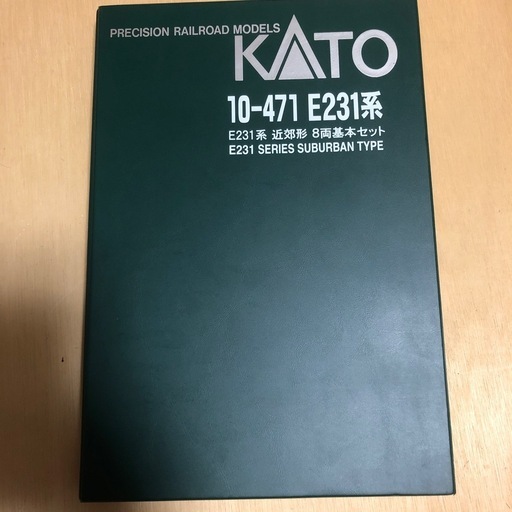 PRECISION RAILROAD MODELS
KATO
10-471 E231系
E231系 近郊形 8両基本セット
E231 SERIES SUBURBAN TYPE